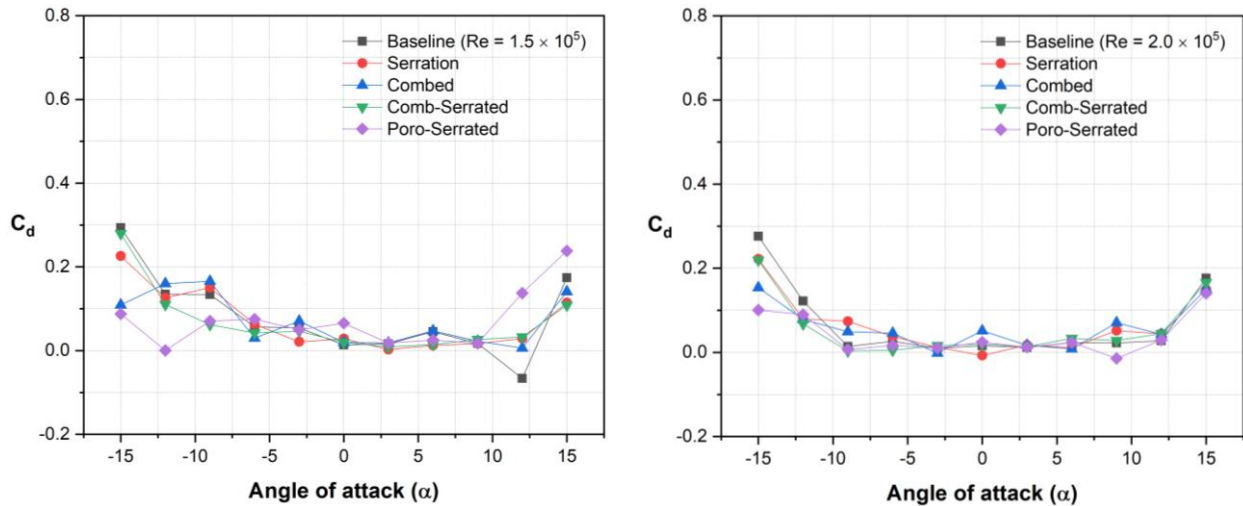 0.8
0.6
0.4
0.2
0.0
-0.2
C_d
-15 -10 -5 0 5 10 15
Angle of attack (α)
Baseline (Re = 1.5 × 10⁵)
Serration
Combed
Comb-Serrated
Poro-Serrated
0.8
0.6
0.4
0.2
0.0
-0.2
C_d
-15 -10 -5 0 5 10 15
Angle of attack (α)
Baseline (Re = 2.0 × 10⁵)
Serration
Combed
Comb-Serrated
Poro-Serrated